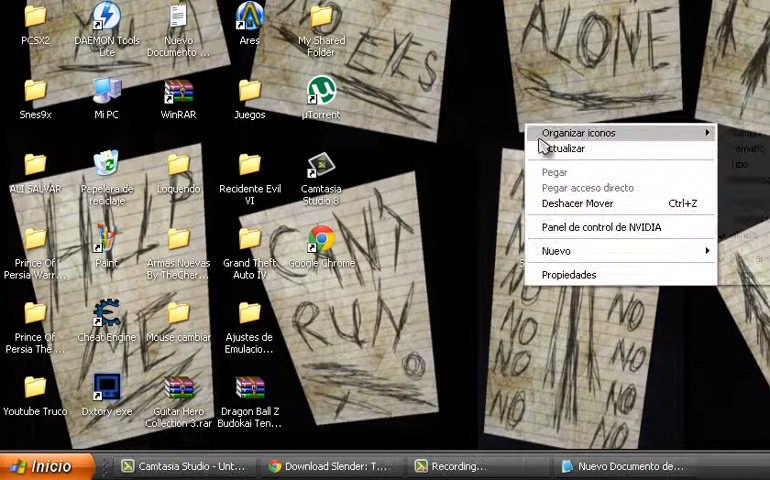 PCSX2
DAEMON Tools
Lite
Nuevo
Documento ...
Ares
My Shared
Folder
Snes9x
Mi PC
WinRAR
Juegos
µTorrent
ALI SALVAR
Papelera de
reciclaje
Loquendo
Recidente Evil
VI
Camtasia
Studio 8
Prince Of
Persia Warr...
Paint
Armas Nuevas
By TheChar...
Grand Theft
Auto IV
Google Chrome
Prince Of
Persia The ...
Cheat Engine
Mouse cambiar
Ajustes de
Emulacio...
Youtube Truco
Dxtory.exe
Guitar Hero
Collection 3.rar
Dragon Ball Z
Budokai Ten...
EYES
ALONE
HELP
ME
CAN'T
RUN
NO
NO
NO
NO
NO
NO
NO
Organizar iconos
Actualizar
Pegar
Pegar acceso directo
Deshacer Mover Ctrl+Z
Panel de control de NVIDIA
Nuevo
Propiedades
Inicio
Camtasia Studio - Unt...
Download Slender: T...
Recording...
Nuevo Documento de...